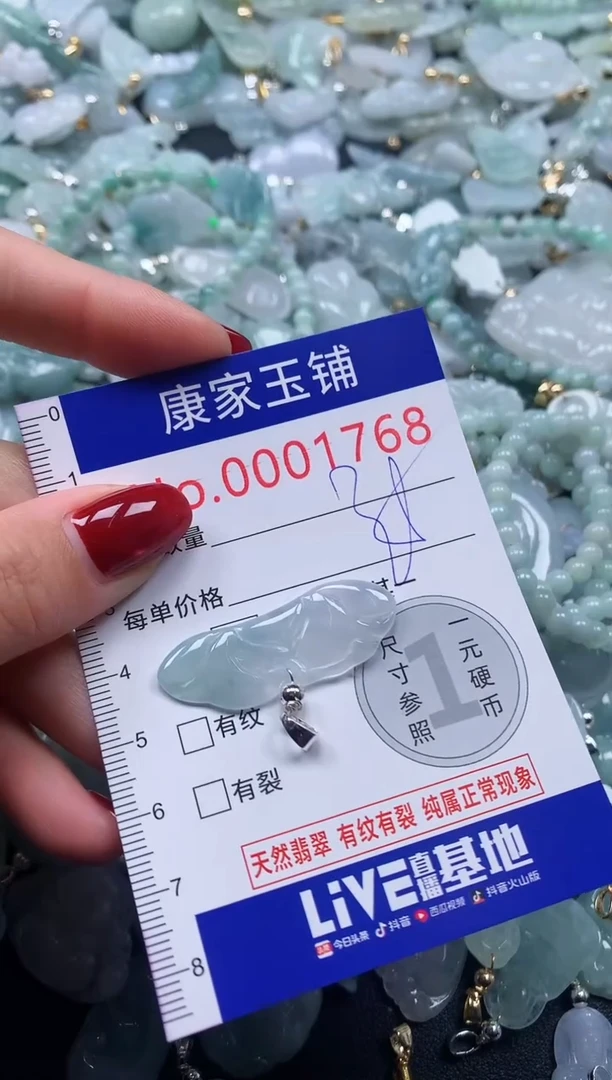 康家玉铺
0
No.0001768
1
数量
每单价格
4
一元硬币
尺寸参照
1
有纹
5
有裂
6
天然翡翠 有纹有裂 纯属正常现象
7
LiVE直播基地
今日头条 抖音 西瓜视频 抖音火山版
8